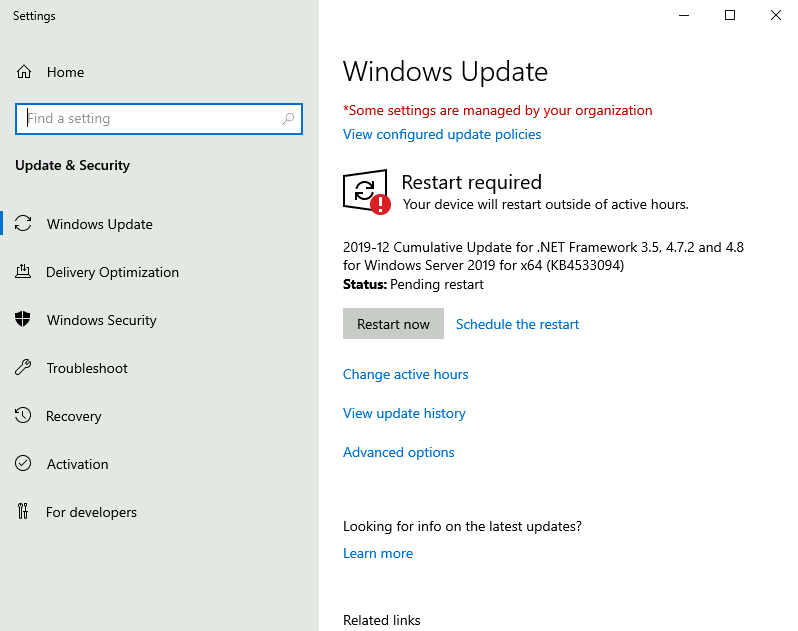 Settings
Home
Find a setting
Update & Security
Windows Update
Delivery Optimization
Windows Security
Troubleshoot
Recovery
Activation
For developers
Windows Update
*Some settings are managed by your organization
View configured update policies
Restart required
Your device will restart outside of active hours.
2019-12 Cumulative Update for .NET Framework 3.5, 4.7.2 and 4.8
for Windows Server 2019 for x64 (KB4533094)
Status: Pending restart
Restart now Schedule the restart
Change active hours
View update history
Advanced options
Looking for info on the latest updates?
Learn more
Related links